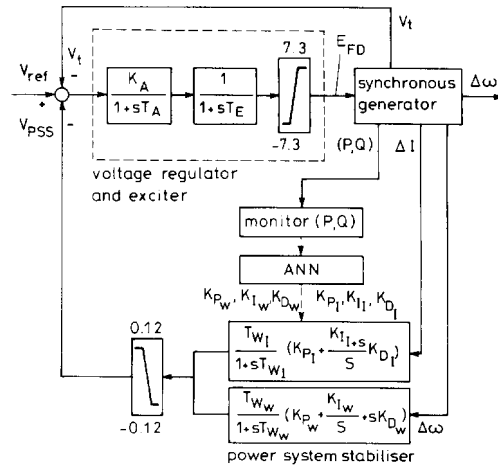 V_t
V_ref
+
V_t
-
V_PSS
-
K_A
1+sT_A
1
1+sT_E
7.3
-7.3
E_FD
synchronous
generator
Δω
voltage regulator
and exciter
(P,Q)
ΔI
monitor (P,Q)
ANN
K_Pw, K_Iw, K_Dw K_PI, K_II, K_DI
0.12
-0.12
T_WI
1+sT_WI
(K_PI + K_II+s
S
K_DI)
T_Ww
1+sT_Ww
(K_Pw + K_Iw
S
+sK_Dw)
Δω
power system stabiliser